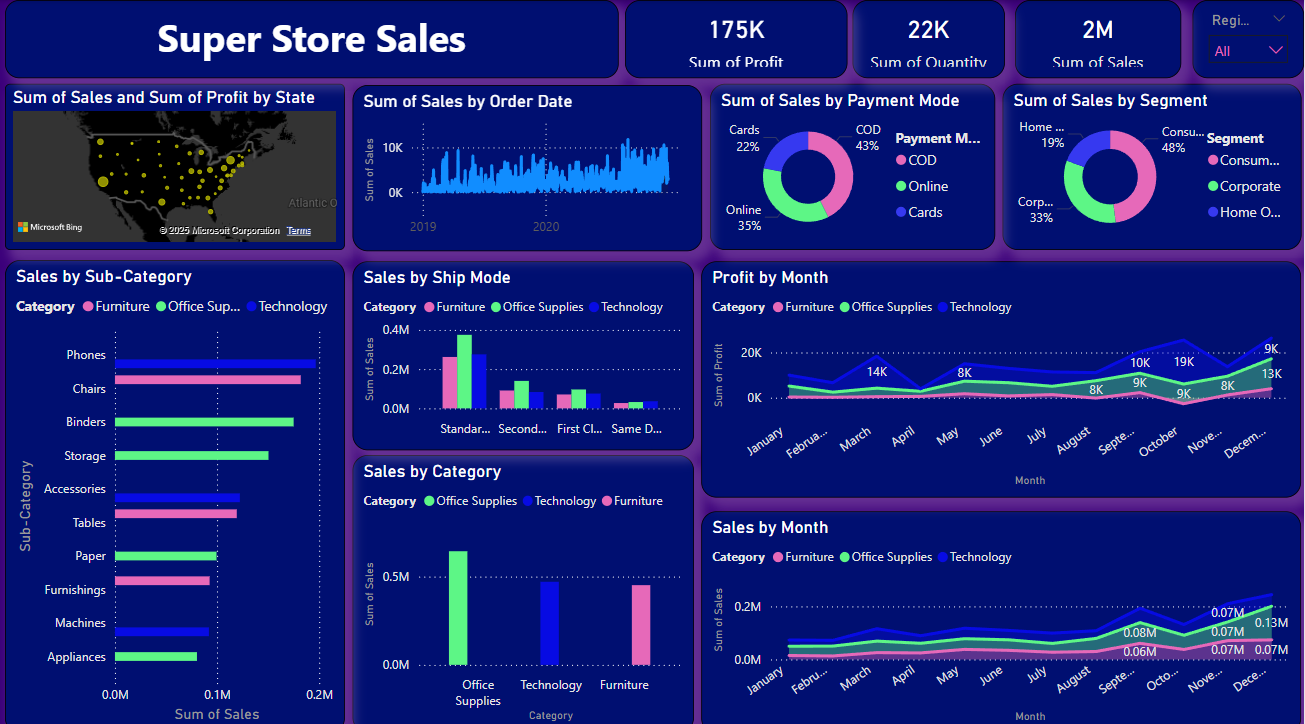 Super Store Sales
175K
Sum of Profit
22K
Sum of Quantity
2M
Sum of Sales
Regi...
All
Sum of Sales and Sum of Profit by State
Atlantic O
Microsoft Bing
© 2025 Microsoft Corporation Terms
Sum of Sales by Order Date
Sum of Sales
10K
0K
2019 2020
Sum of Sales by Payment Mode
Cards
22%
COD
43%
Online
35%
Payment M...
COD
Online
Cards
Sum of Sales by Segment
Home ...
19%
Consu...
48%
Corp...
33%
Segment
Consum...
Corporate
Home O...
Sales by Sub-Category
Category Furniture Office Sup... Technology
Sub-Category
Phones
Chairs
Binders
Storage
Accessories
Tables
Paper
Furnishings
Machines
Appliances
0.0M 0.1M 0.2M
Sum of Sales
Sales by Ship Mode
Category Furniture Office Supplies Technology
Sum of Sales
0.4M
0.2M
0.0M
Standar... Second... First Cl... Same D...
Sales by Category
Category Office Supplies Technology Furniture
Sum of Sales
0.5M
0.0M
Office
Supplies
Technology
Furniture
Category
Profit by Month
Category Furniture Office Supplies Technology
Sum of Profit
20K
0K
14K
8K
8K
10K
9K
19K
9K
8K
9K
13K
January Februa... March April May June July August Septe... October Nove... Decem...
Month
Sales by Month
Category Furniture Office Supplies Technology
Sum of Sales
0.2M
0.0M
0.08M
0.06M
0.07M
0.07M
0.07M
0.13M
0.07M
January Febru... March April May June July August Septe... Octo... Nove... Dece...
Month